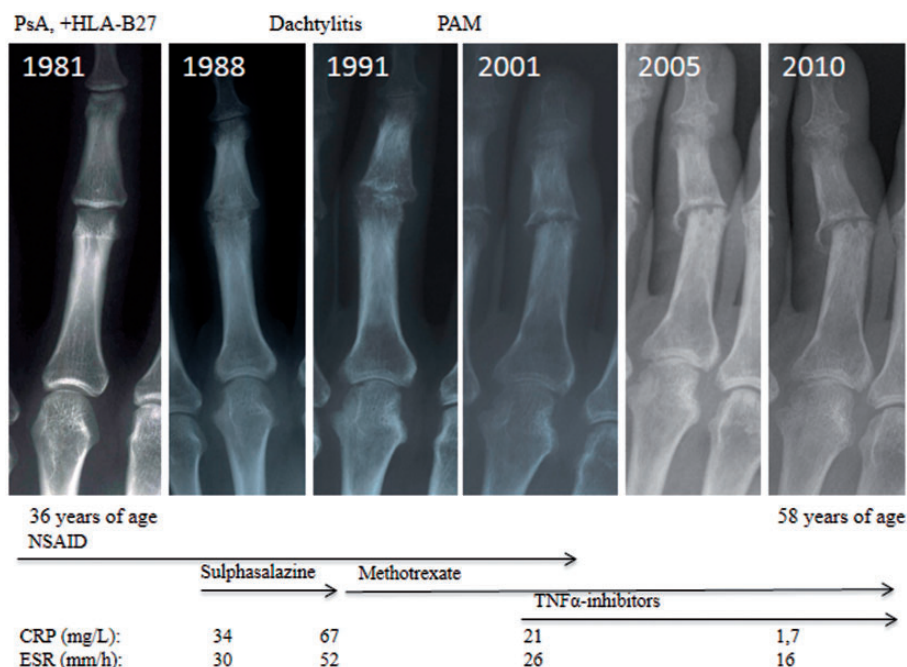 PsA, +HLA-B27 Dachtylitis PAM
1981 1988 1991 2001 2005 2010
36 years of age 58 years of age
NSAID
Sulphasalazine Methotrexate
TNFα-inhibitors
CRP (mg/L): 34 67 21 1,7
ESR (mm/h): 30 52 26 16